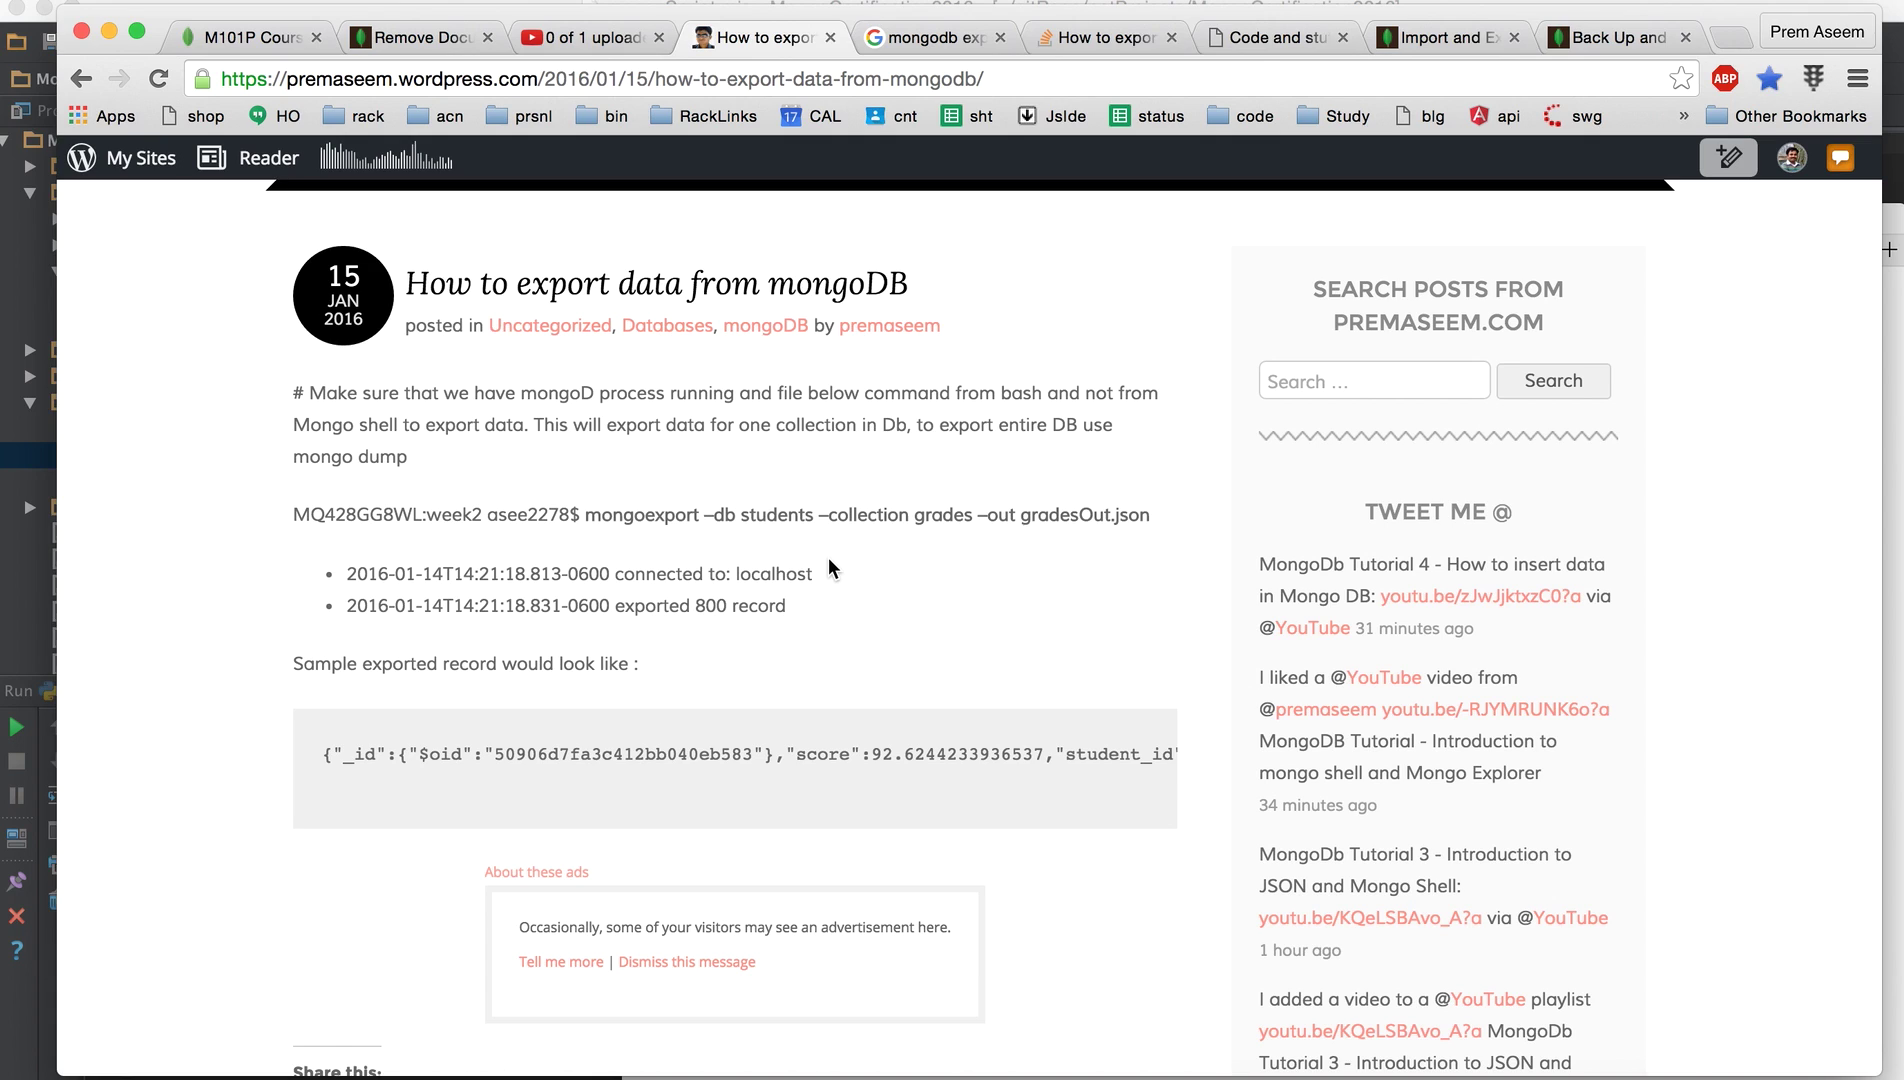 M101P Cours
Remove Docu
0 of 1 upload
How to expor
mongodb exp
How to expor
Code and stu
Import and Ex
Back Up and
Prem Aseem
https://premaseem.wordpress.com/2016/01/15/how-to-export-data-from-mongodb/
ABP
Apps shop HO rack acn prsnl bin RackLinks 17 CAL cnt sht JsIde status code Study blg api swg » Other Bookmarks
My Sites Reader
15
JAN
2016
How to export data from mongoDB
posted in Uncategorized, Databases, mongoDB by premaseem
# Make sure that we have mongoD process running and file below command from bash and not from
Mongo shell to export data. This will export data for one collection in Db, to export entire DB use
mongo dump
MQ428GG8WL:week2 asee2278$ mongoexport –db students –collection grades –out gradesOut.json
• 2016-01-14T14:21:18.813-0600 connected to: localhost
• 2016-01-14T14:21:18.831-0600 exported 800 record
Sample exported record would look like :
{"_id":{"$oid":"50906d7fa3c412bb040eb583"},"score":92.6244233936537,"student_id"
About these ads
Occasionally, some of your visitors may see an advertisement here.
Tell me more | Dismiss this message
Share this:
SEARCH POSTS FROM
PREMASEEM.COM
Search …
Search
TWEET ME @
MongoDb Tutorial 4 - How to insert data
in Mongo DB: youtu.be/zJwJjktxzC0?a via
@YouTube 31 minutes ago
I liked a @YouTube video from
@premaseem youtu.be/-RJYMRUNK6o?a
MongoDB Tutorial - Introduction to
mongo shell and Mongo Explorer
34 minutes ago
MongoDb Tutorial 3 - Introduction to
JSON and Mongo Shell:
youtu.be/KQeLSBAvo_A?a via @YouTube
1 hour ago
I added a video to a @YouTube playlist
youtu.be/KQeLSBAvo_A?a MongoDb
Tutorial 3 - Introduction to JSON and
Run